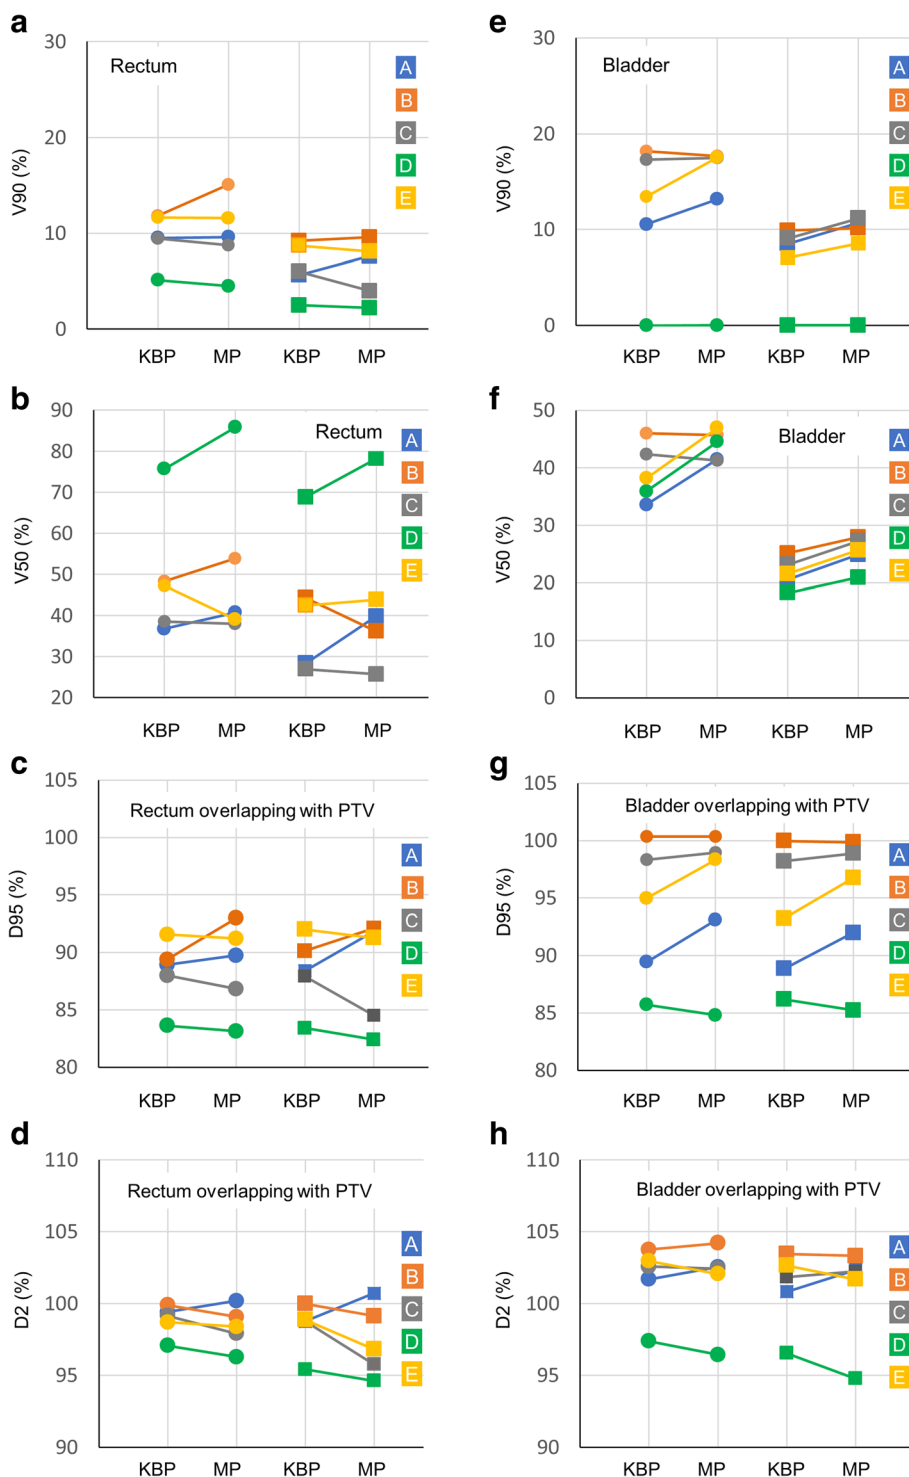 a
30
20
10
0
V90 (%)
Rectum
A
B
C
D
E
KBP MP KBP MP
b
90
80
70
60
50
40
30
20
V50 (%)
Rectum
A
B
C
D
E
KBP MP KBP MP
c
105
100
95
90
85
80
D95 (%)
Rectum overlapping with PTV
A
B
C
D
E
KBP MP KBP MP
d
110
105
100
95
90
D2 (%)
Rectum overlapping with PTV
A
B
C
D
E
KBP MP KBP MP
e
30
20
10
0
V90 (%)
Bladder
A
B
C
D
E
KBP MP KBP MP
f
50
40
30
20
10
0
V50 (%)
Bladder
A
B
C
D
E
KBP MP KBP MP
g
105
100
95
90
85
80
D95 (%)
Bladder overlapping with PTV
A
B
C
D
E
KBP MP KBP MP
h
110
105
100
95
90
D2 (%)
Bladder overlapping with PTV
A
B
C
D
E
KBP MP KBP MP